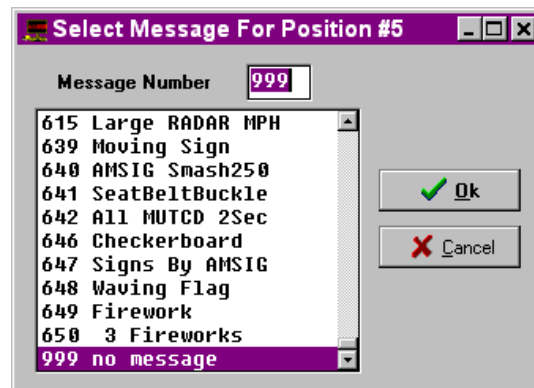 Select Message For Position #5
Message Number 999
615 Large RADAR MPH
639 Moving Sign
640 AMSIG Smash250
641 SeatBeltBuckle
642 All MUTCD 2Sec
646 Checkerboard
647 Signs By AMSIG
648 Waving Flag
649 Firework
650  3 Fireworks
999 no message
Ok
Cancel